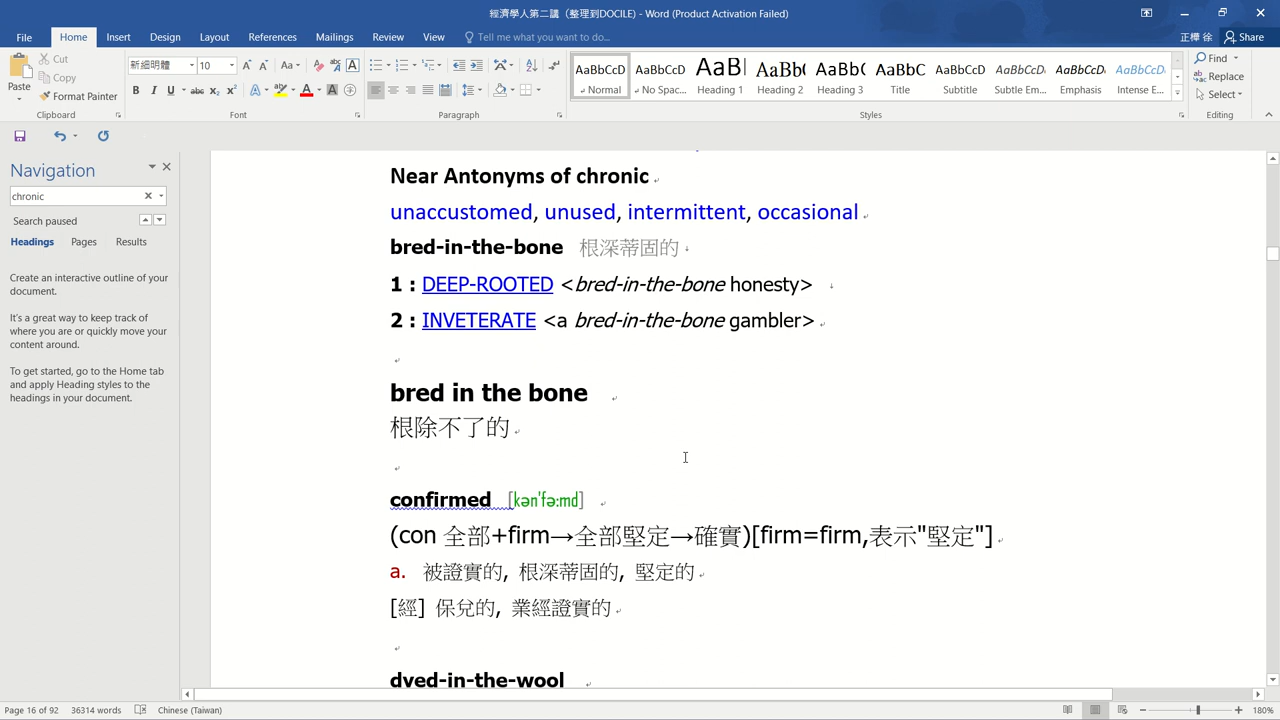 經濟學人第二議（整理到DOCILE) - Word (Product Activation Failed)
File Home Insert Design Layout References Mailings Review View Tell me what you want to do... 正樺 徐 Share
Paste
Cut
Copy
Format Painter
Clipboard
新細明體 10
Font
Paragraph
AaBbCcD AaBbCcD AaBl AaBb( AaBb( AaBbC AaBbCcD AaBbCcD AaBbCcD AaBbCcD
Normal No Spac... Heading 1 Heading 2 Heading 3 Title Subtitle Subtle Em... Emphasis Intense E...
Styles
Find
Replace
Select
Editing
Navigation
chronic
Search paused
Headings Pages Results
Create an interactive outline of your
document.
It's a great way to keep track of
where you are or quickly move your
content around.
To get started, go to the Home tab
and apply Heading styles to the
headings in your document.
Near Antonyms of chronic
unaccustomed, unused, intermittent, occasional
bred-in-the-bone 根深蒂固的
1 : DEEP-ROOTED <bred-in-the-bone honesty>
2 : INVETERATE <a bred-in-the-bone gambler>
bred in the bone
根除不了的
confirmed [kən'fə:md]
(con 全部+firm→全部堅定→確實)[firm=firm,表示"堅定"]
a. 被證實的, 根深蒂固的, 堅定的
[經] 保兌的, 業經證實的
dyed-in-the-wool
Page 16 of 92 36314 words Chinese (Taiwan) 180%